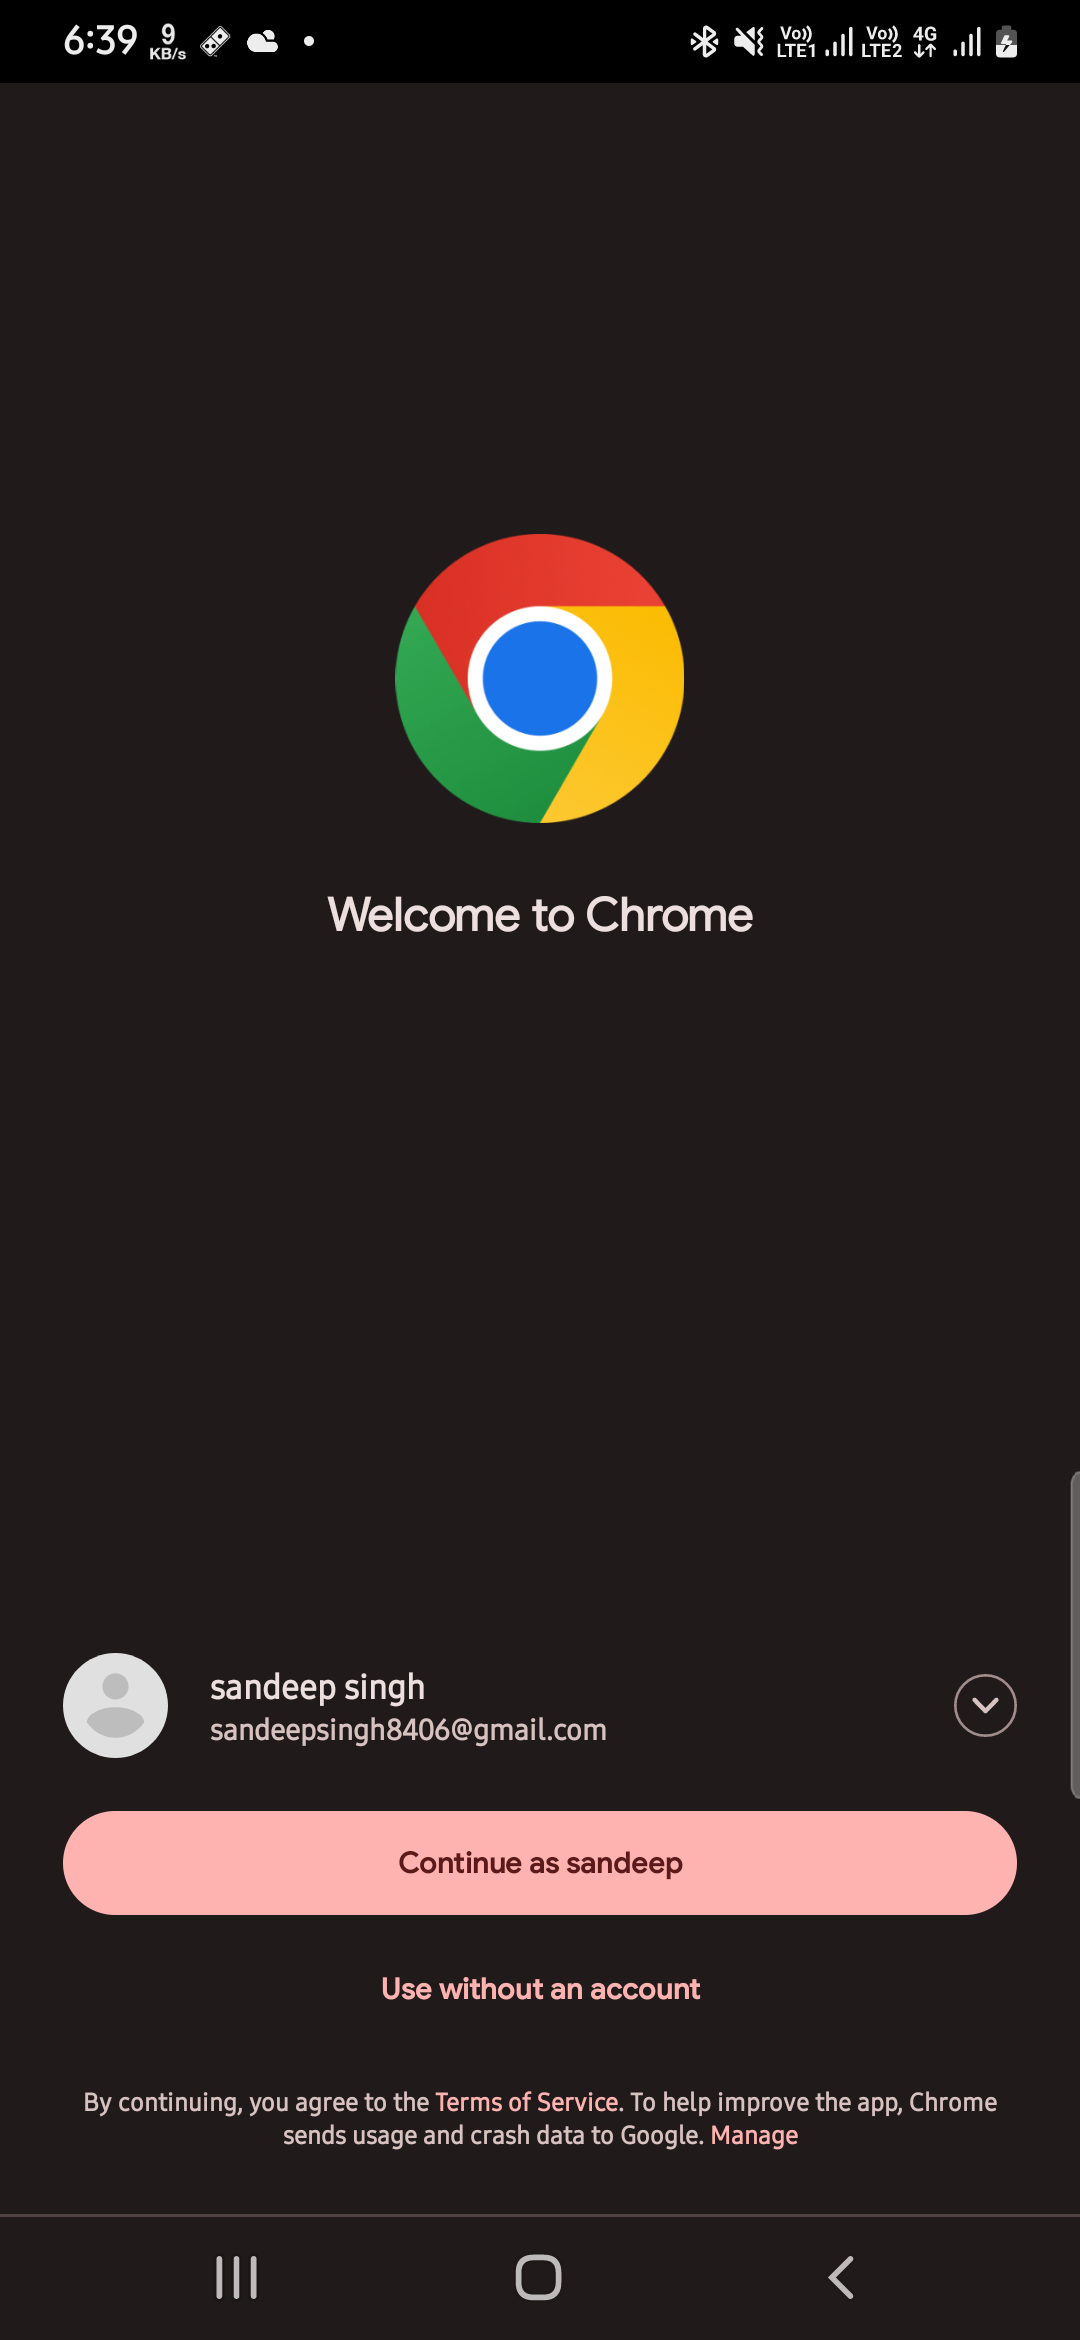 6:39 9 KB/s Vo)) LTE1 Vo)) LTE2 4G
Welcome to Chrome
sandeep singh
sandeepsingh8406@gmail.com
Continue as sandeep
Use without an account
By continuing, you agree to the Terms of Service. To help improve the app, Chrome
sends usage and crash data to Google. Manage